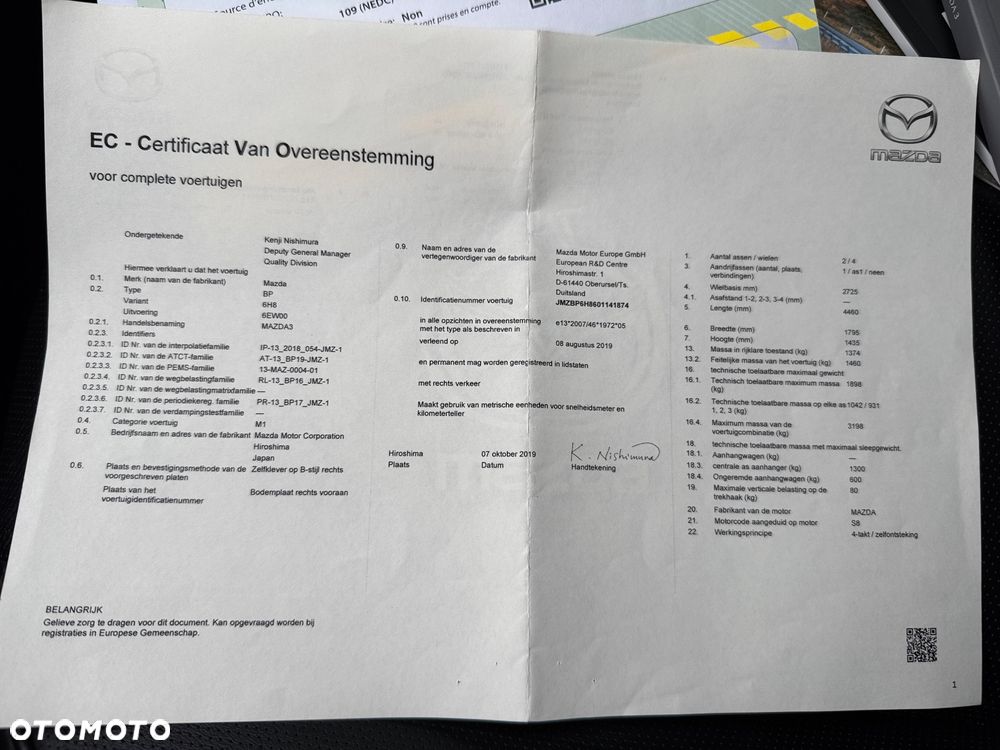 109 (NEDC)
Non
ont prises en compte.
MAZDA
EC - Certificaat Van Overeenstemming
voor complete voertuigen
Ondergetekende Kenji Nishimura
Deputy General Manager
Quality Division
Hiermee verklaart u dat het voertuig
0.1. Merk (naam van de fabrikant) Mazda
0.2. Type BP
Variant 6H8
Uitvoering 6EW00
0.2.1. Handelsbenaming MAZDA3
0.2.3. Identifiers
0.2.3.1. ID Nr. van de interpolatiefamilie IP-13_2018_054-JMZ-1
0.2.3.2. ID Nr. van de ATCT-familie AT-13_BP19-JMZ-1
0.2.3.3. ID Nr. van de PEMS-familie 13-MAZ-0004-01
0.2.3.4. ID Nr. van de wegbelastingfamilie RL-13_BP16_JMZ-1
0.2.3.5. ID Nr. van de wegbelastingmatrixfamilie —
0.2.3.6. ID Nr. van de periodiekereg. familie PR-13_BP17_JMZ-1
0.2.3.7. ID Nr. van de verdampingstestfamilie —
0.4. Categorie voertuig M1
0.5. Bedrijfsnaam en adres van de fabrikant Mazda Motor Corporation
Hiroshima
Japan
0.6. Plaats en bevestigingsmethode van de Zelfklever op B-stijl rechts
voorgeschreven platen
Plaats van het Bodemplaat rechts vooraan
voertuigidentificatienummer
0.9. Naam en adres van de Mazda Motor Europe GmbH
vertegenwoordiger van de fabrikant European R&D Centre
Hiroshimastr. 1
D-61440 Oberursel/Ts.
Duitsland
0.10. Identificatienummer voertuig JMZBP6H8601141874
in alle opzichten in overeenstemming e13*2007/46*1972*05
met het type als beschreven in
verleend op 08 augustus 2019
en permanent mag worden geregistreerd in lidstaten
met rechts verkeer
Maakt gebruik van metrische eenheden voor snelheidsmeter en
kilometerteller
Hiroshima 07 oktober 2019 K. Nishimura
Plaats Datum Handtekening
1. Aantal assen / wielen 2 / 4
3. Aandrijfassen (aantal, plaats, 1 / as1 / neen
verbindingen)
4. Wielbasis mm) 2725
4.1. Asafstand 1-2, 2-3, 3-4 (mm) —
5. Lengte (mm) 4460
6. Breedte (mm) 1795
7. Hoogte (mm) 1435
13. Massa in rijklare toestand (kg) 1374
13.2. Feitelijke massa van het voertuig (kg) 1460
16. technische toelaatbare maximaal gewicht
16.1. Technisch toelaatbare maximum massa 1898
(kg)
16.2. Technische toelaatbare massa op elke as 1042 / 931
1, 2, 3 (kg)
16.4. Maximum massa van de 3198
voertuigcombinatie (kg)
18. technische toelaatbare massa met maximaal sleepgewicht.
18.1. Aanhangwagen (kg) —
18.3. centrale as aanhanger (kg) 1300
18.4. Ongeremde aanhangwagen (kg) 600
19. Maximale verticale belasting op de 80
trekhaak (kg)
20. Fabrikant van de motor MAZDA
21. Motorcode aangeduid op motor S8
22. Werkingsprincipe 4-takt / zelfontsteking
BELANGRIJK
Gelieve zorg te dragen voor dit document. Kan opgevraagd worden bij
registraties in Europese Gemeenschap.
1
OTOMOTO